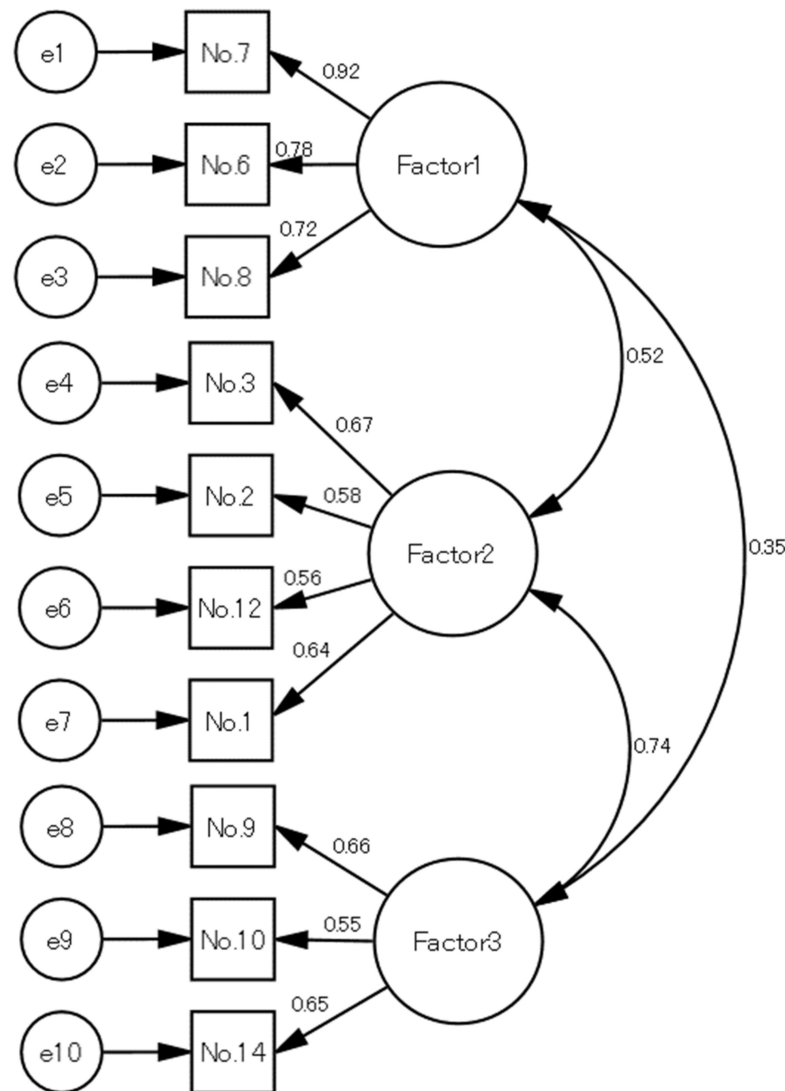 e1
No.7
0.92
e2
No.6
0.78
Factor1
e3
No.8
0.72
e4
No.3
0.52
0.67
e5
No.2
0.58
Factor2
0.35
e6
No.12
0.56
0.64
e7
No.1
0.74
e8
No.9
0.66
e9
No.10
0.55
Factor3
0.65
e10
No.14